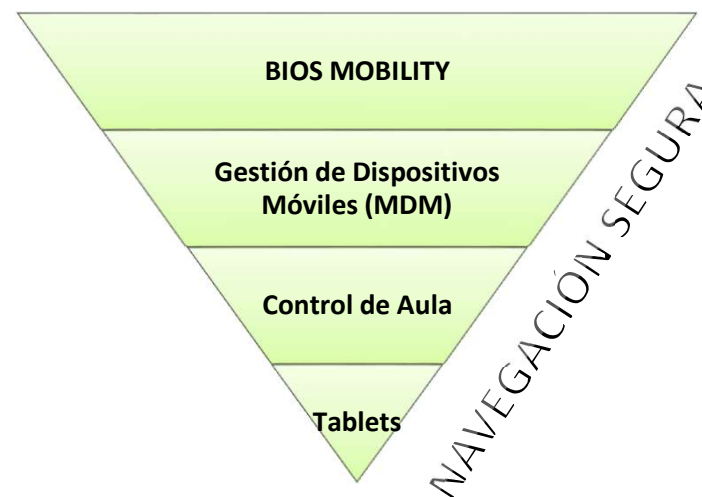 BIOS MOBILITY
Gestión de Dispositivos
Móviles (MDM)
Control de Aula
Tablets
NAVEGACIÓN SEGURA